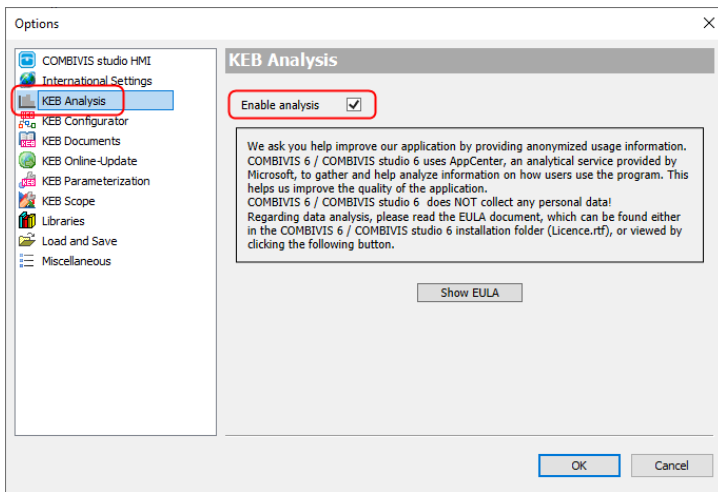 Options
COMBIVIS studio HMI
International Settings
KEB Analysis
KEB Configurator
KEB Documents
KEB Online-Update
KEB Parameterization
KEB Scope
Libraries
Load and Save
Miscellaneous
KEB Analysis
Enable analysis
We ask you help improve our application by providing anonymized usage information.
COMBIVIS 6 / COMBIVIS studio 6 uses AppCenter, an analytical service provided by
Microsoft, to gather and help analyze information on how users use the program. This
helps us improve the quality of the application.
COMBIVIS 6 / COMBIVIS studio 6 does NOT collect any personal data!
Regarding data analysis, please read the EULA document, which can be found either
in the COMBIVIS 6 / COMBIVIS studio 6 installation folder (Licence.rtf), or viewed by
clicking the following button.
Show EULA
OK
Cancel